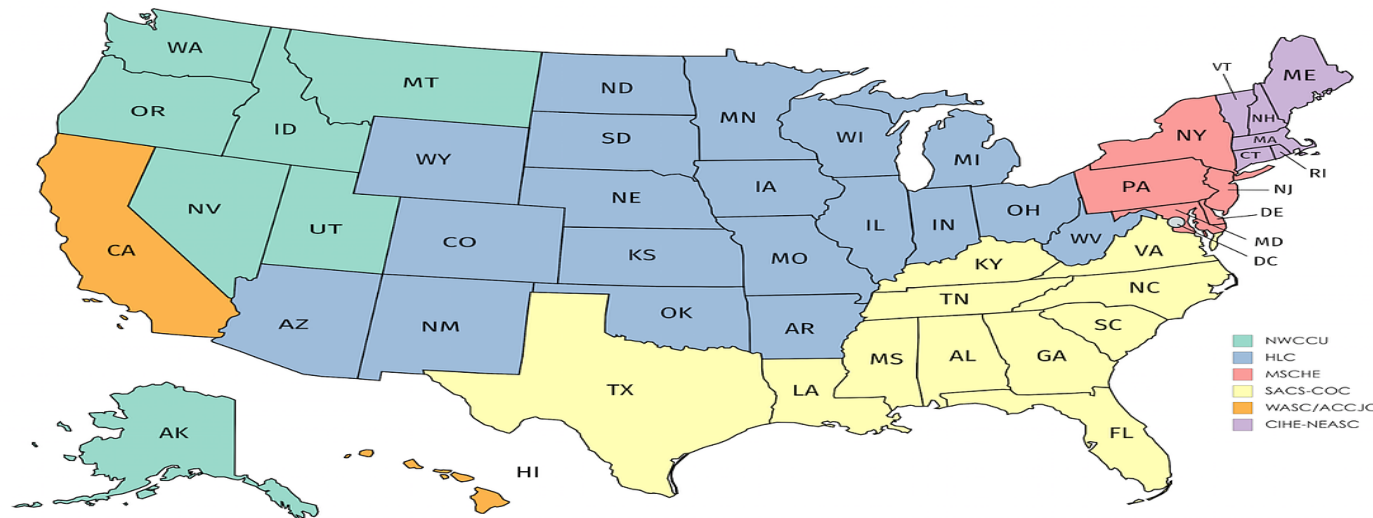 WA
MT
ND
MN
OR
ID
SD
WI
MI
WY
NE
IA
NV
UT
CO
KS
MO
IL
IN
OH
WV
CA
AZ
NM
OK
AR
KY
TN
VA
NC
SC
MS
AL
GA
LA
TX
FL
AK
HI
VT
ME
NH
NY
MA
CT
RI
PA
NJ
DE
MD
DC
NWCCU
HLC
MSCHE
SACS-COC
WASC/ACCJC
CIHE-NEASC